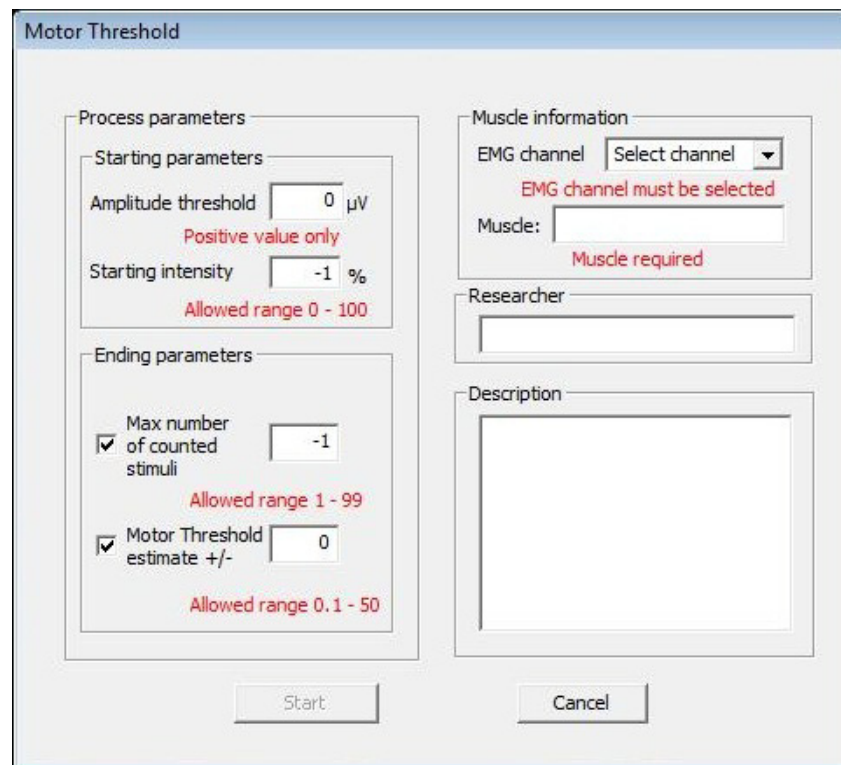 Motor Threshold
Process parameters
Starting parameters
Amplitude threshold 0 µV
Positive value only
Starting intensity -1 %
Allowed range 0 - 100
Ending parameters
Max number
of counted -1
stimuli
Allowed range 1 - 99
Motor Threshold 0
estimate +/-
Allowed range 0.1 - 50
Muscle information
EMG channel Select channel
EMG channel must be selected
Muscle:
Muscle required
Researcher
Description
Start
Cancel